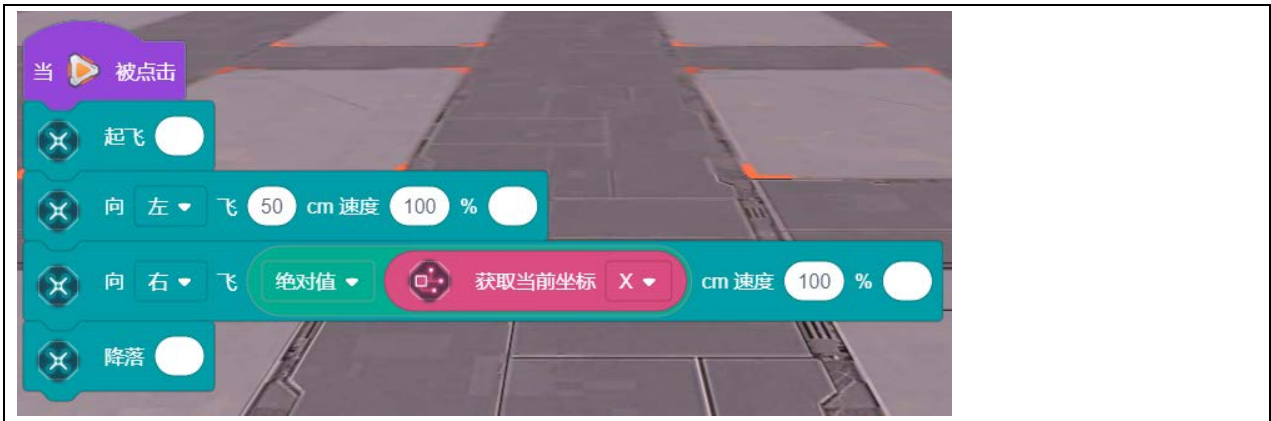 当 被点击
起飞
向 左 飞 50 cm 速度 100 %
向 右 飞 绝对值 获取当前坐标 X cm 速度 100 %
降落